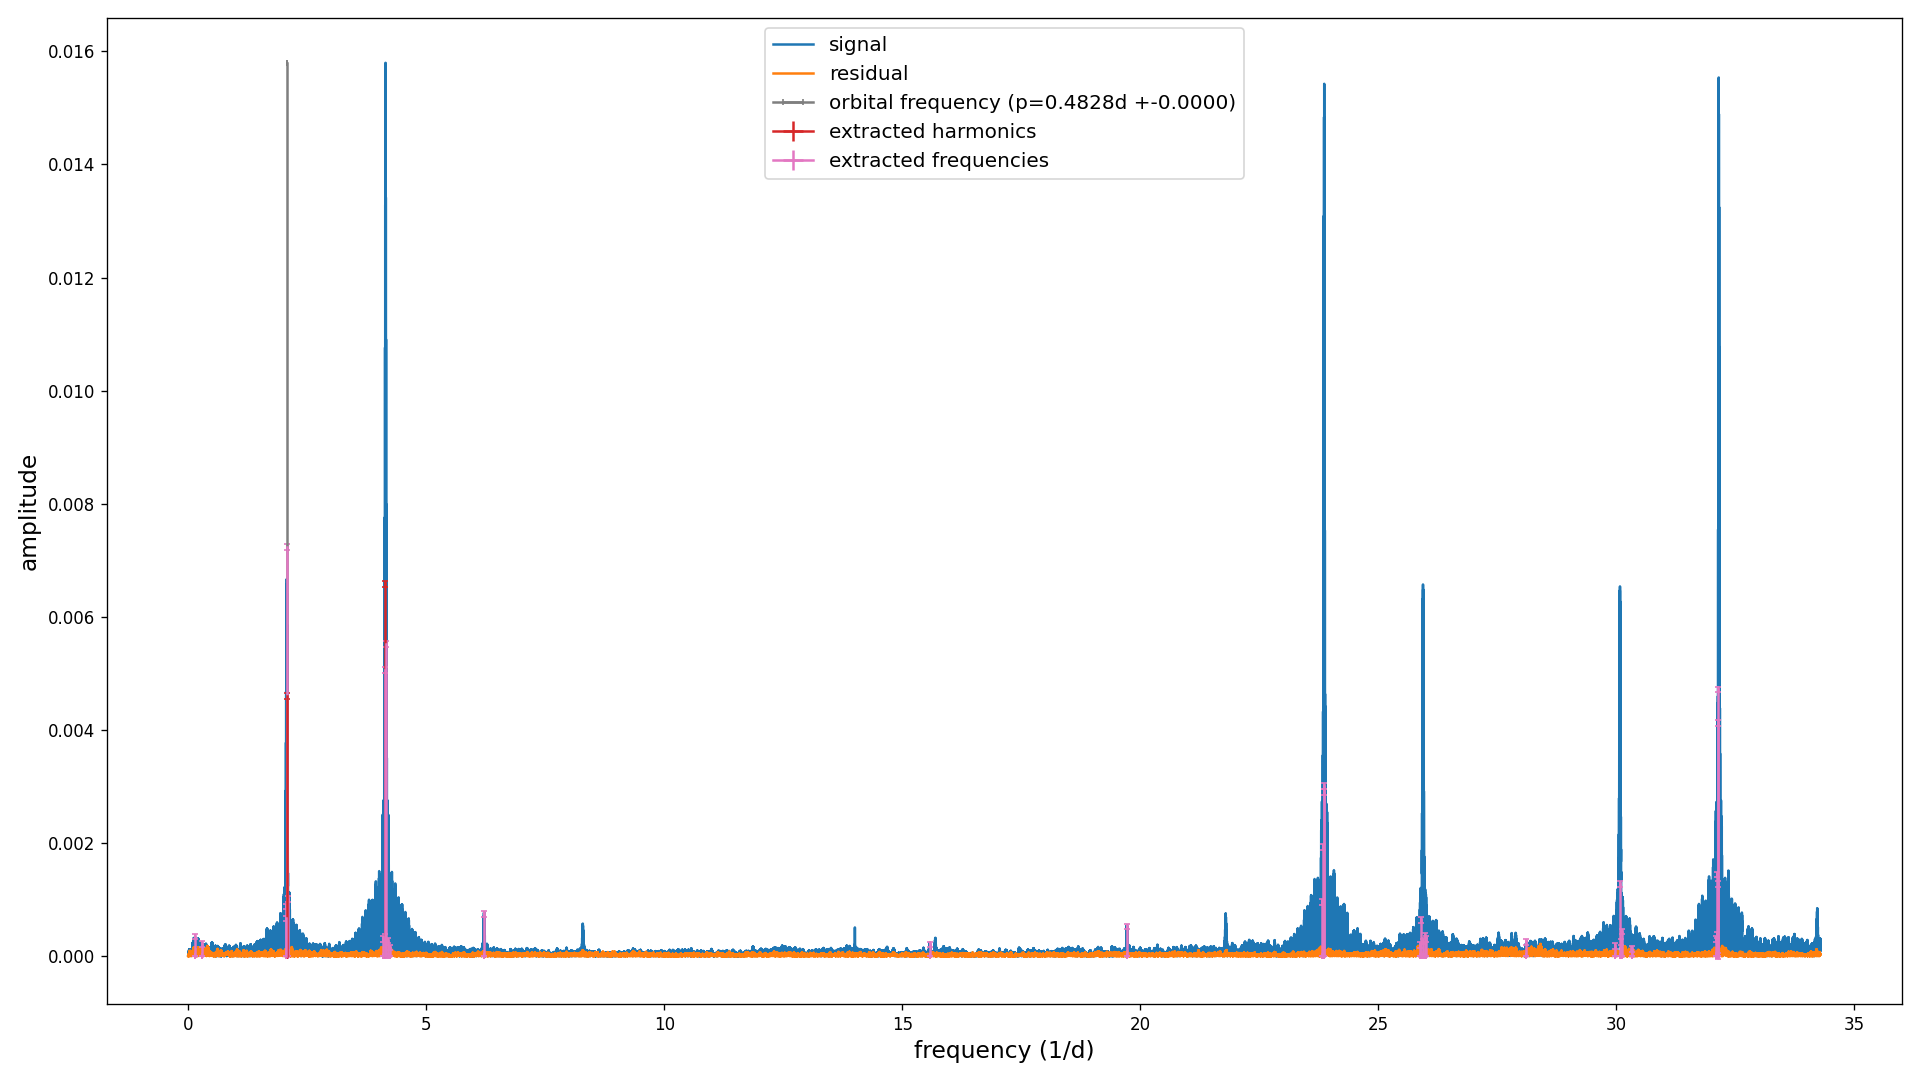 signal
residual
orbital frequency (p=0.4828d +-0.0000)
extracted harmonics
extracted frequencies
0.016
0.014
0.012
0.010
0.008
0.006
0.004
0.002
0.000
amplitude
0 5 10 15 20 25 30 35
frequency (1/d)